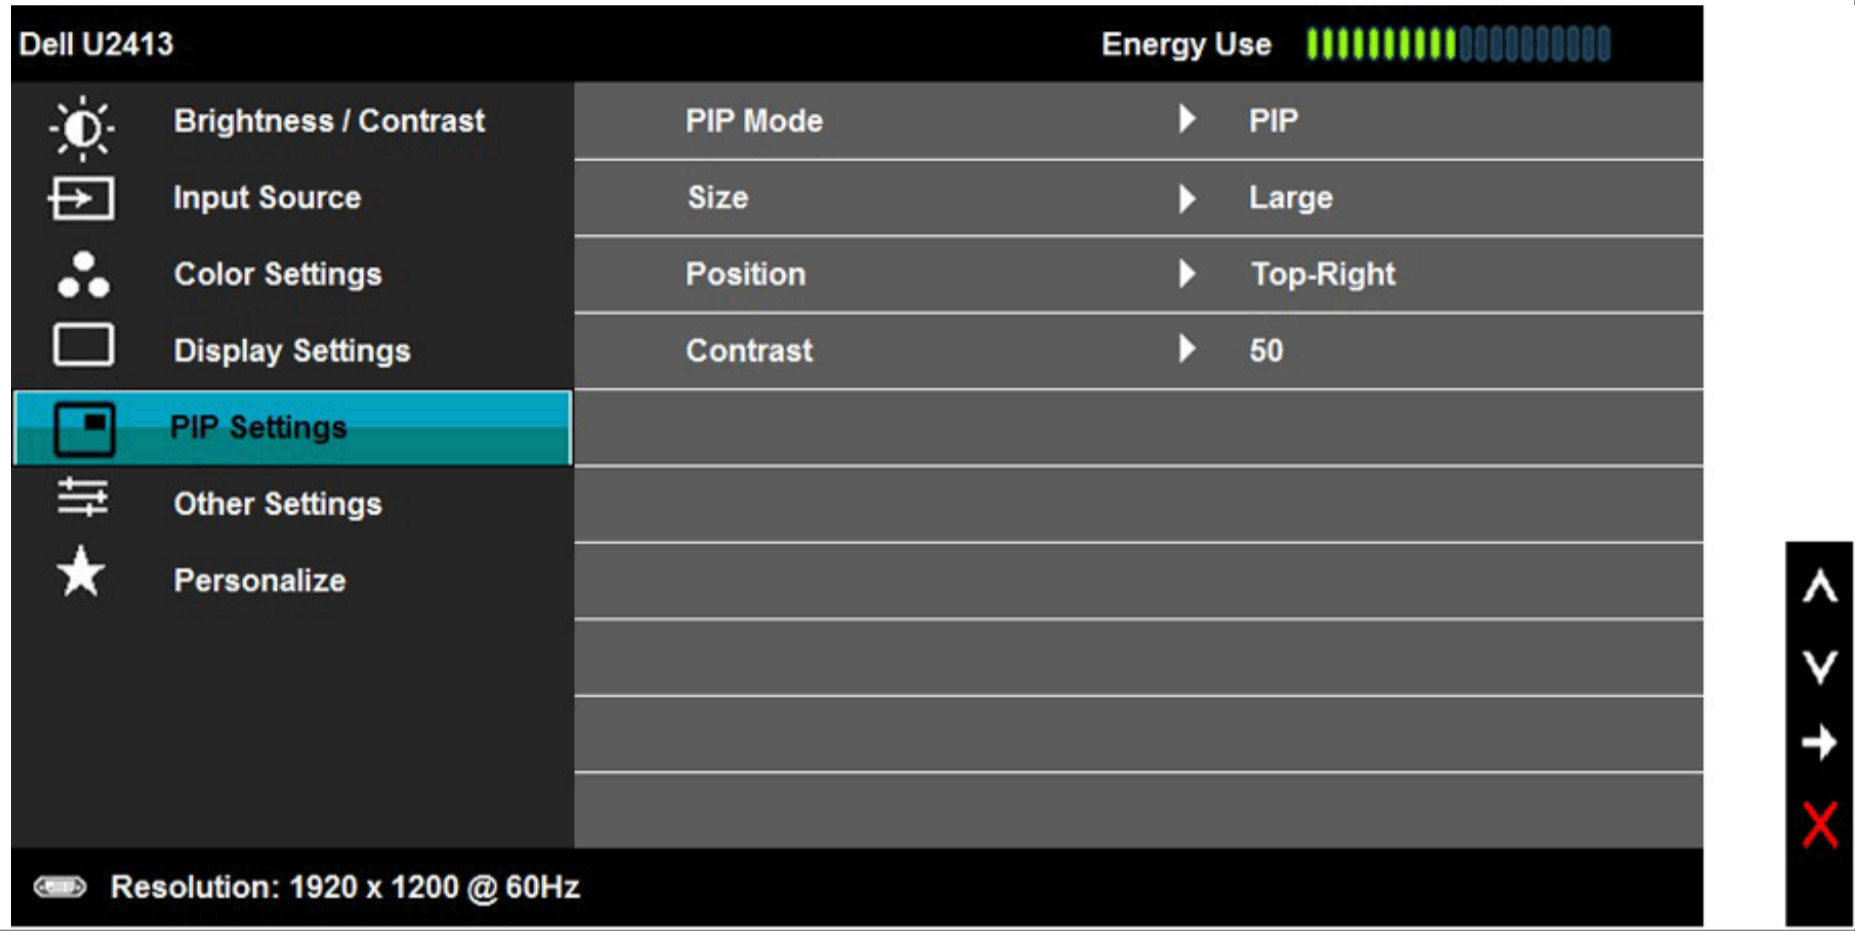 Dell U2413 Energy Use
Brightness / Contrast PIP Mode PIP
Input Source Size Large
Color Settings Position Top-Right
Display Settings Contrast 50
PIP Settings
Other Settings
Personalize
Resolution: 1920 x 1200 @ 60Hz